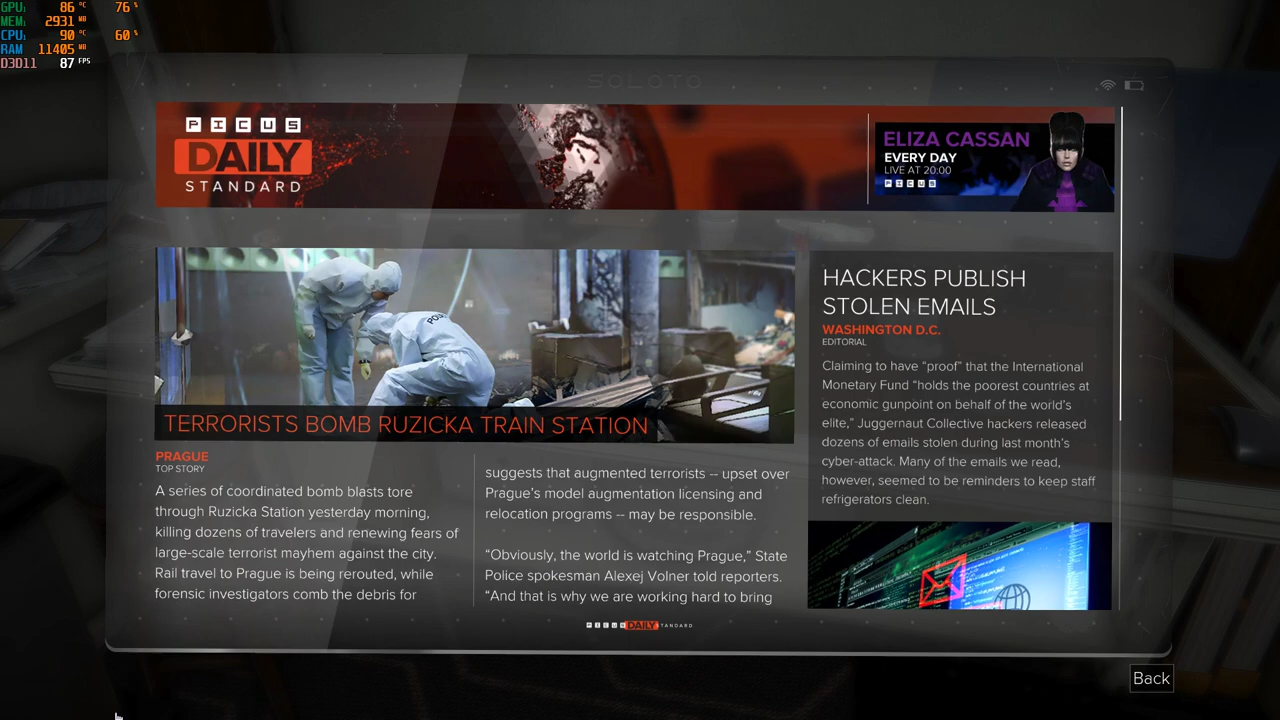 GPU: 86 °C 76 %
MEM: 2931 MB
CPU: 90 °C 60 %
RAM 11405 MB
D3D11 87 FPS
SOLOTO
PICUS
DAILY
STANDARD
ELIZA CASSAN
EVERY DAY
LIVE AT 20:00
PICUS
TERRORISTS BOMB RUZICKA TRAIN STATION
PRAGUE
TOP STORY
A series of coordinated bomb blasts tore
through Ruzicka Station yesterday morning,
killing dozens of travelers and renewing fears of
large-scale terrorist mayhem against the city.
Rail travel to Prague is being rerouted, while
forensic investigators comb the debris for
suggests that augmented terrorists -- upset over
Prague's model augmentation licensing and
relocation programs -- may be responsible.
“Obviously, the world is watching Prague,” State
Police spokesman Alexej Volner told reporters.
“And that is why we are working hard to bring
HACKERS PUBLISH
STOLEN EMAILS
WASHINGTON D.C.
EDITORIAL
Claiming to have “proof” that the International
Monetary Fund “holds the poorest countries at
economic gunpoint on behalf of the world's
elite,” Juggernaut Collective hackers released
dozens of emails stolen during last month's
cyber-attack. Many of the emails we read,
however, seemed to be reminders to keep staff
refrigerators clean.
PICUS DAILY STANDARD
Back